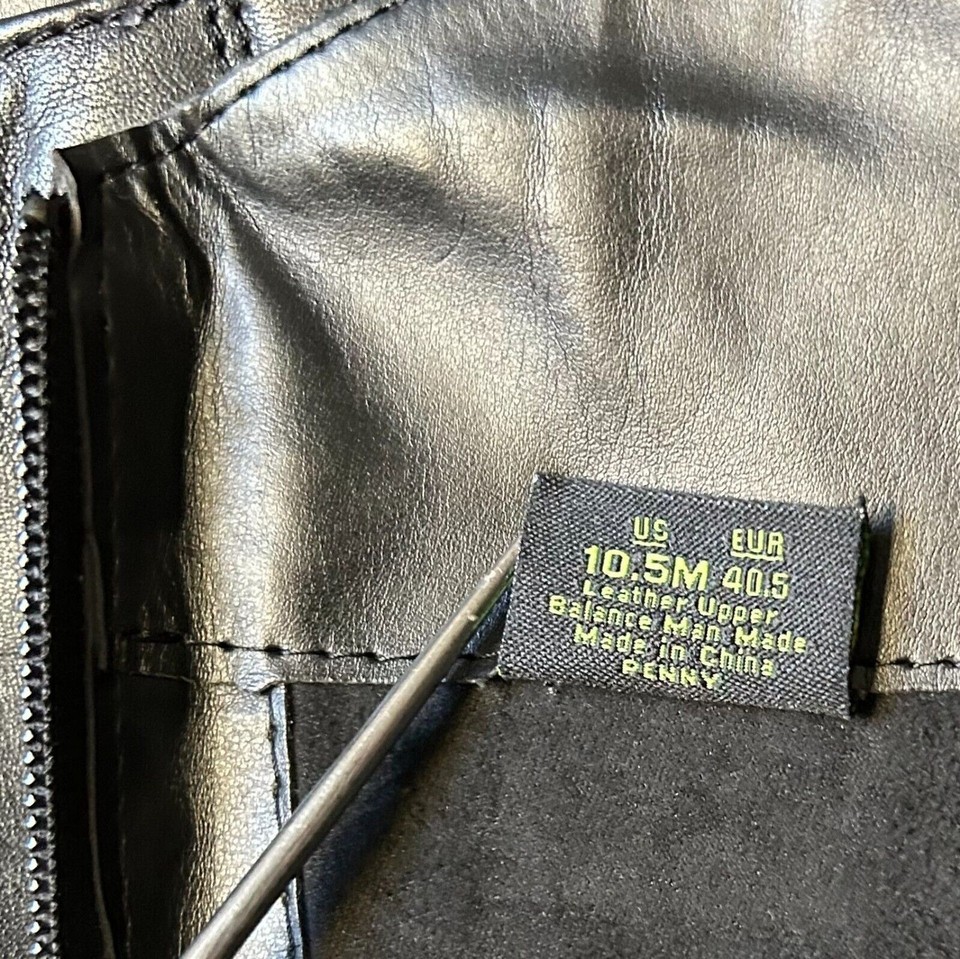 US EUR
10.5M 40.5
Leather Upper
Balance Man Made
Made in China
PENNY